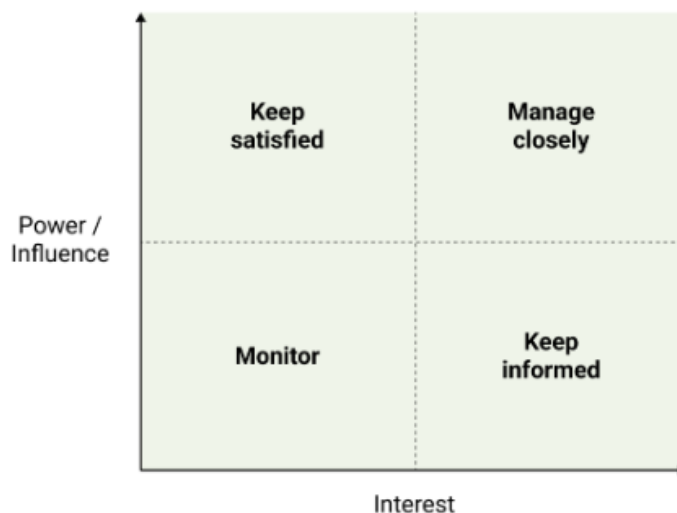 Keep
satisfied
Manage
closely
Power /
Influence
Monitor
Keep
informed
Interest